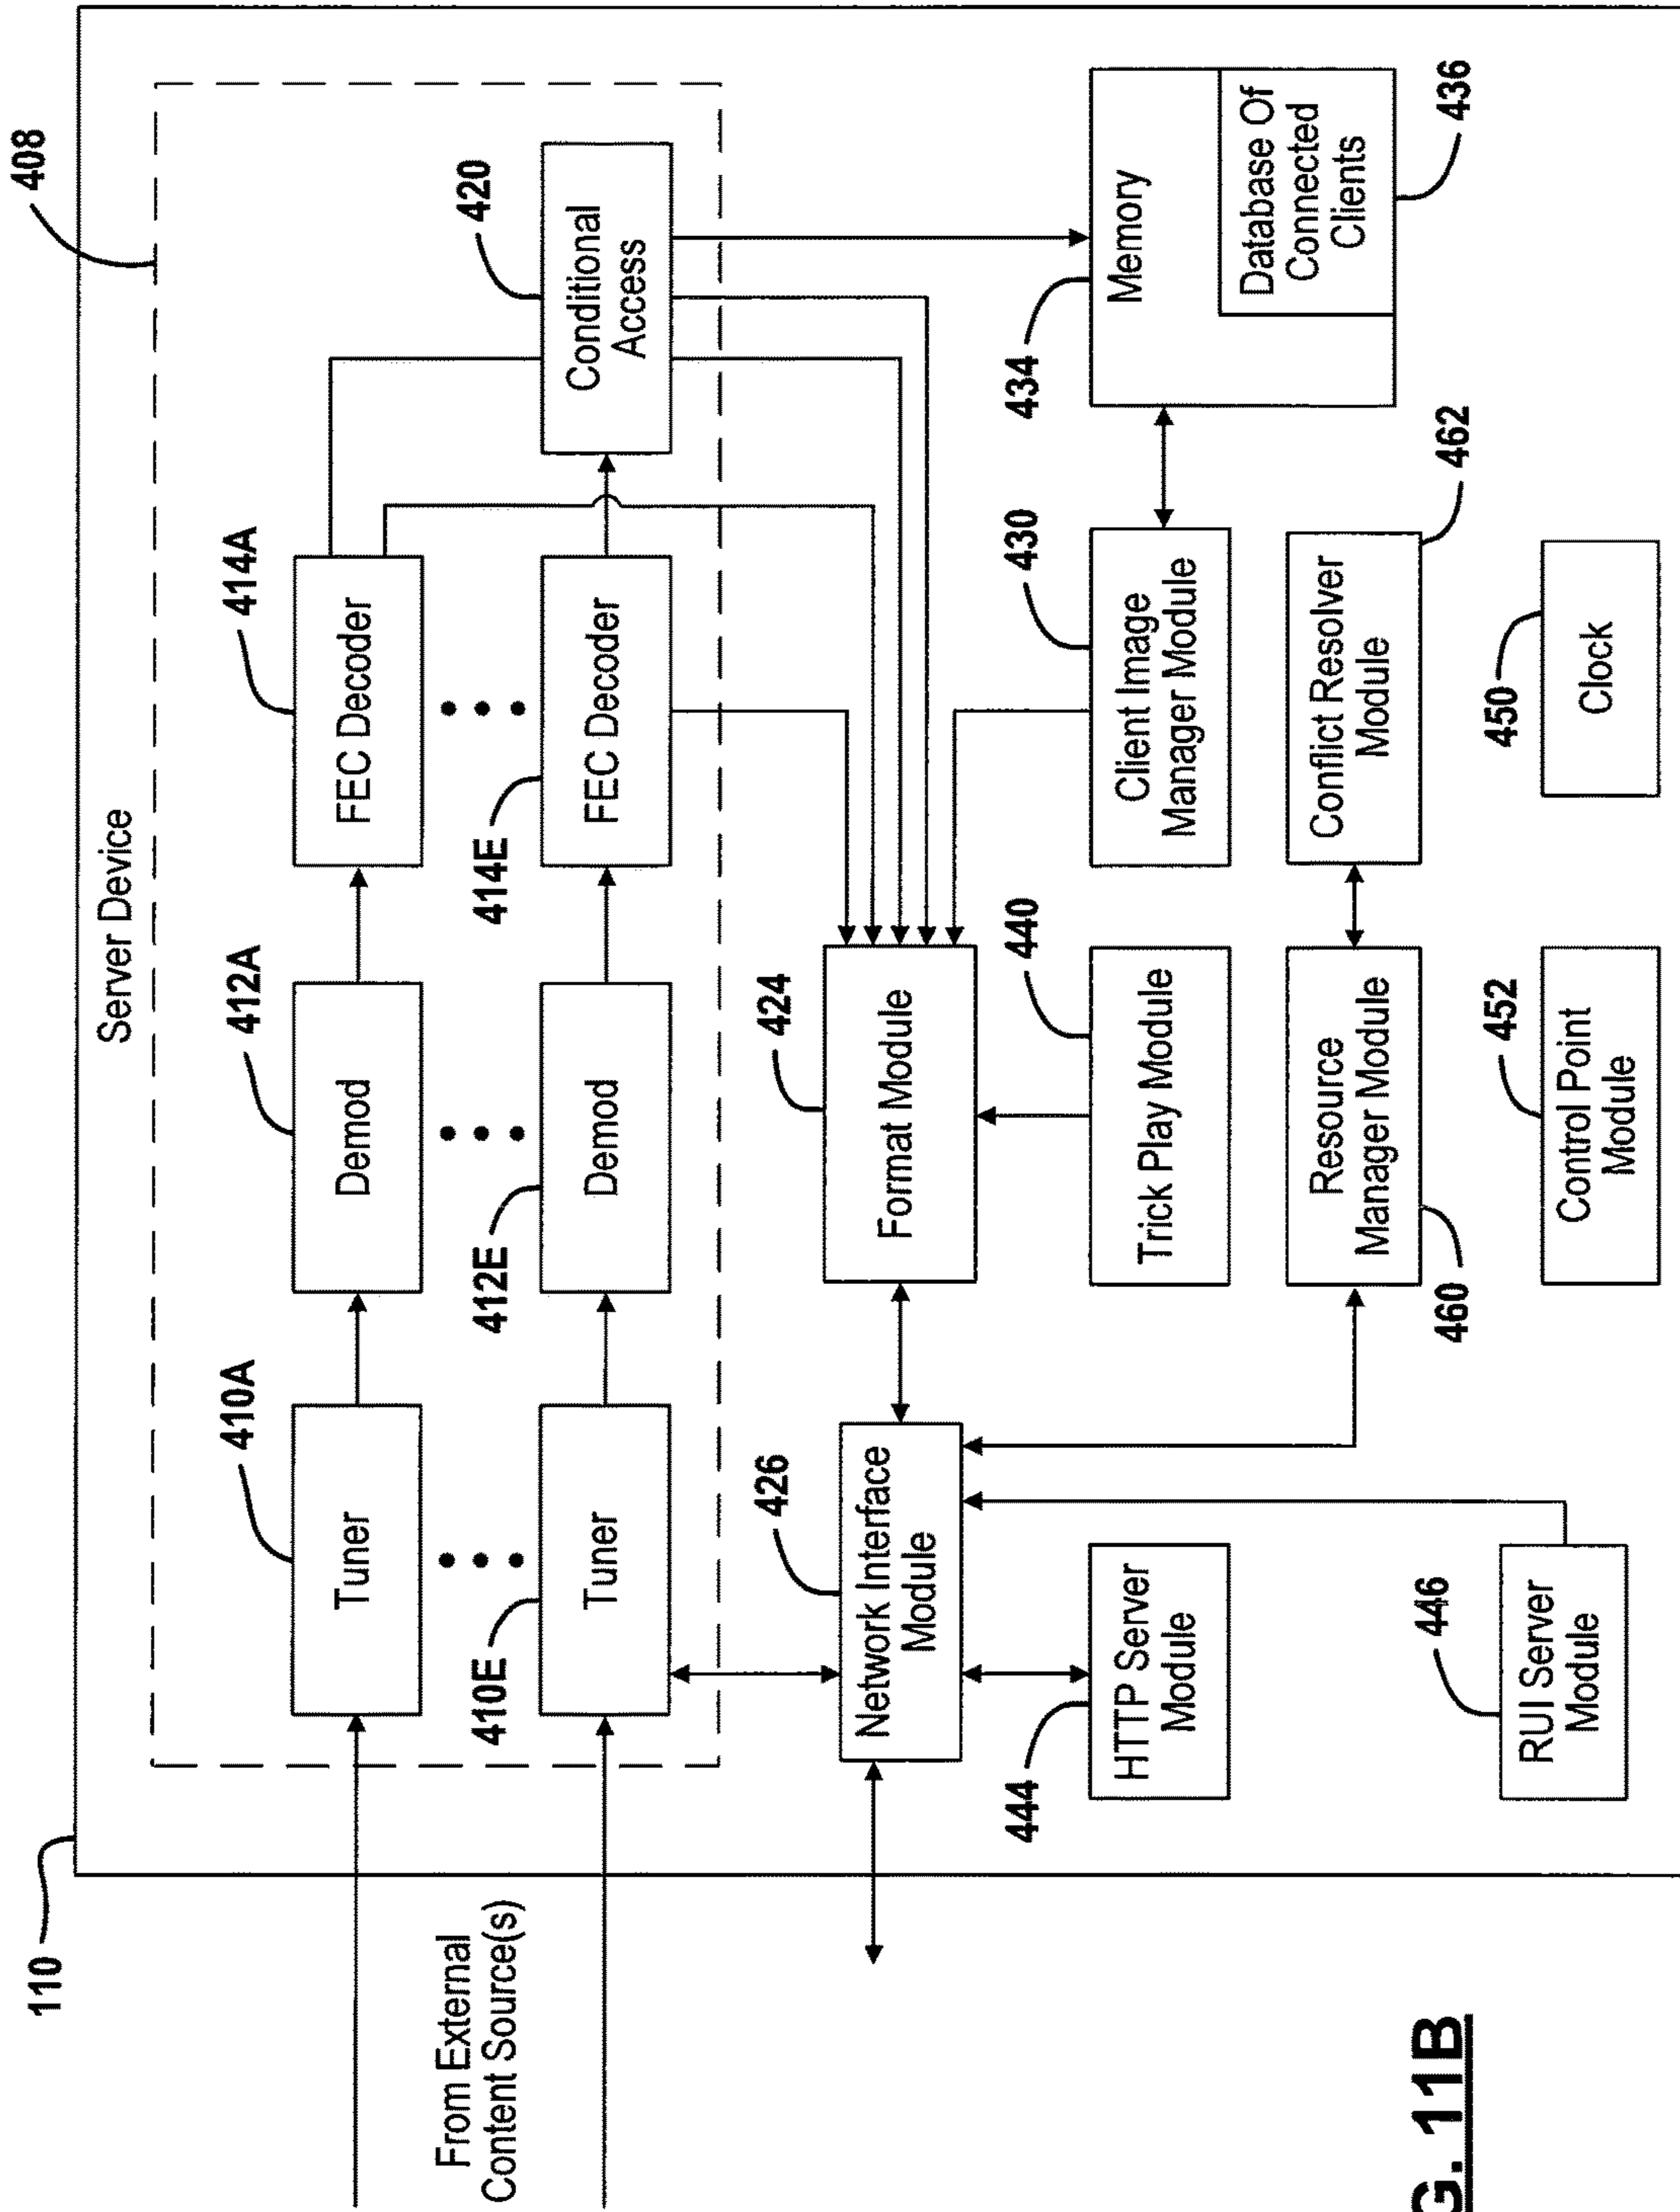 110
408
Server Device
410A
412A
414A
Tuner
Demod
FEC Decoder
From External
Content Source(s)
410E
412E
414E
420
Tuner
Demod
FEC Decoder
Conditional
Access
426
424
Network Interface
Module
Format Module
444
440
430
434
HTTP Server
Module
Trick Play Module
Client Image
Manager Module
Memory
Database Of
Connected
Clients
436
460
462
Resource
Manager Module
Conflict Resolver
Module
446
452
450
RUI Server
Module
Control Point
Module
Clock
G. 11B